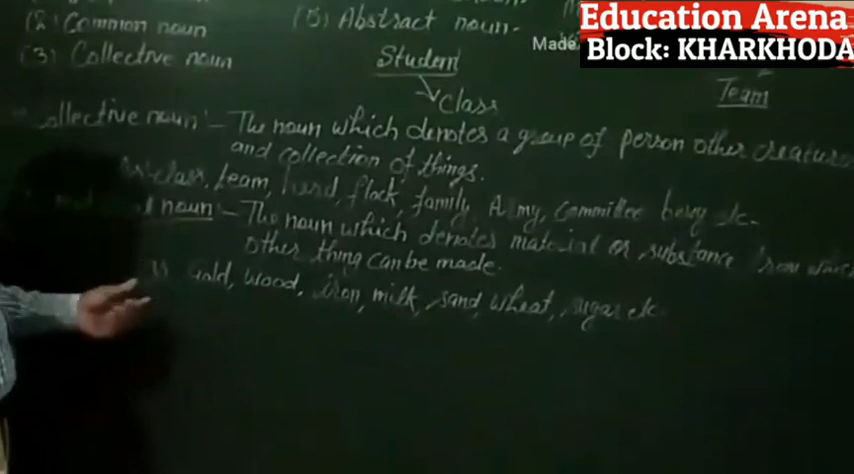 (2) Common noun
(5) Abstract noun.
Education Arena
Made
Block: KHARKHODA
(3) Collective noun
Student
Class
Team
ollective noun :- The noun which denotes a group of person other creature
and collection of things.
class, team, herd, flock, family, Army, Committee etc.
noun :- The noun which denotes material or substance from which
other thing can be made.
Gold, wood, iron, milk, sand, wheat, sugar etc.